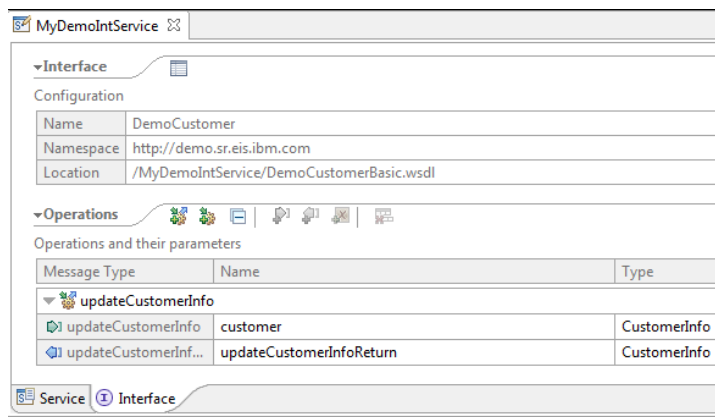 MyDemoIntService
Interface
Configuration
Name DemoCustomer
Namespace http://demo.sr.eis.ibm.com
Location /MyDemoIntService/DemoCustomerBasic.wsdl
Operations
Operations and their parameters
Message Type Name Type
updateCustomerInfo
updateCustomerInfo customer CustomerInfo
updateCustomerInf... updateCustomerInfoReturn CustomerInfo
Service Interface